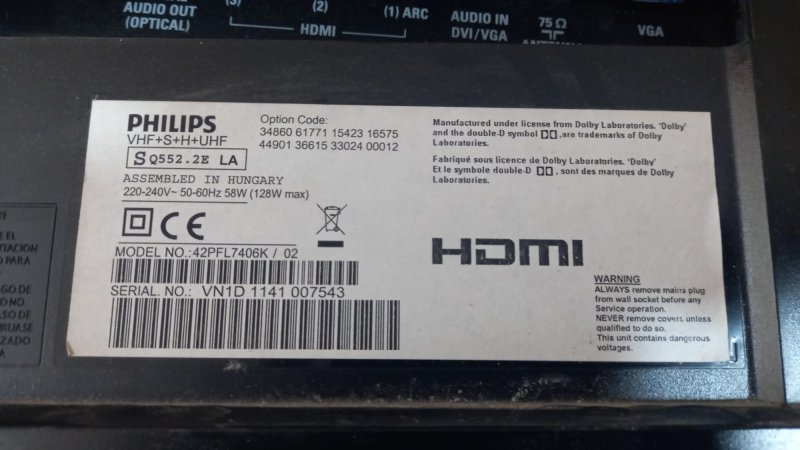 AUDIO OUT
(OPTICAL)
(2)
(1) ARC
HDMI
AUDIO IN
DVI/VGA
75 Ω
VGA
PHILIPS
VHF+S+H+UHF
S Q552.2E LA
ASSEMBLED IN HUNGARY
220-240V~ 50-60Hz 58W (128W max)
Option Code:
34860 61771 15423 16575
44901 36615 33024 00012
CE
MODEL NO.:42PFL7406K / 02
SERIAL. NO.: VN1D 1141 007543
Manufactured under license from Dolby Laboratories. 'Dolby'
and the double-D symbol, are trademarks of Dolby
Laboratories.
Fabriqué sous licence de Dolby Laboratories. 'Dolby'
Et le symbole double-D, sont des marques de Dolby
Laboratories.
HDMI
WARNING
ALWAYS remove mains plug
from wall socket before any
Service operation.
NEVER remove covers unless
qualified to do so.
This unit contains dangerous
voltages.